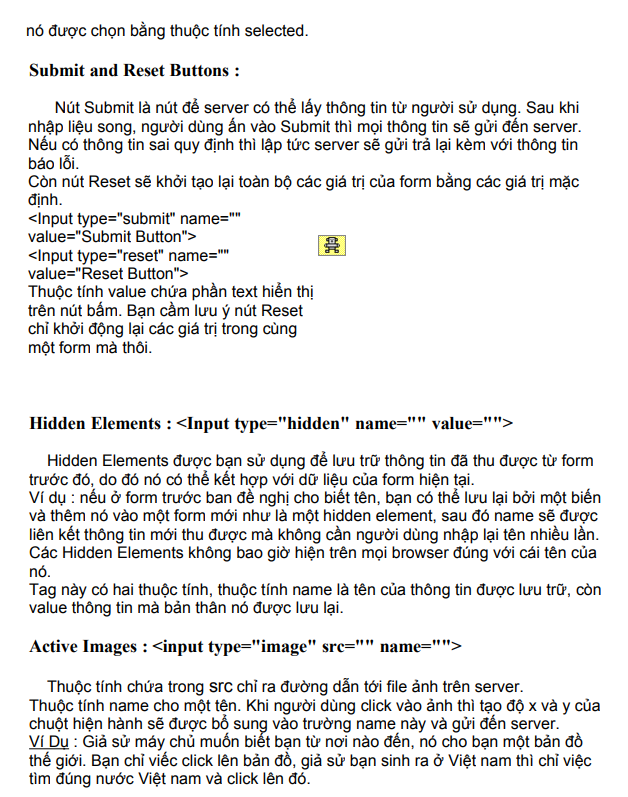 nó được chọn bằng thuộc tính selected.
Submit and Reset Buttons :
Nút Submit là nút để server có thể lấy thông tin từ người sử dụng. Sau khi
nhập liệu song, người dùng ấn vào Submit thì mọi thông tin sẽ gửi đến server.
Nếu có thông tin sai quy định thì lập tức server sẽ gửi trả lại kèm với thông tin
báo lỗi.
Còn nút Reset sẽ khởi tạo lại toàn bộ các giá trị của form bằng các giá trị mặc
định.
<Input type="submit" name=""
value="Submit Button">
<Input type="reset" name=""
value="Reset Button">
Thuộc tính value chứa phần text hiển thị
trên nút bấm. Bạn cầm lưu ý nút Reset
chỉ khởi động lại các giá trị trong cùng
một form mà thôi.
Hidden Elements : <Input type="hidden" name="" value="">
Hidden Elements được bạn sử dụng để lưu trữ thông tin đã thu được từ form
trước đó, do đó nó có thể kết hợp với dữ liệu của form hiện tại.
Ví dụ : nếu ở form trước ban đề nghị cho biết tên, bạn có thể lưu lại bởi một biến
và thêm nó vào một form mới như là một hidden element, sau đó name sẽ được
liên kết thông tin mới thu được mà không cần người dùng nhập lại tên nhiều lần.
Các Hidden Elements không bao giờ hiện trên mọi browser đúng với cái tên của
nó.
Tag này có hai thuộc tính, thuộc tính name là tên của thông tin được lưu trữ, còn
value thông tin mà bản thân nó được lưu lại.
Active Images : <input type="image" src="" name="">
Thuộc tính chứa trong src chỉ ra đường dẫn tới file ảnh trên server.
Thuộc tính name cho một tên. Khi người dùng click vào ảnh thì tạo độ x và y của
chuột hiện hành sẽ được bổ sung vào trường name này và gửi đến server.
Ví Dụ : Giả sử máy chủ muốn biết bạn từ nơi nào đến, nó cho bạn một bản đồ
thế giới. Bạn chỉ viếc click lên bản đồ, giả sử bạn sinh ra ở Việt nam thì chỉ việc
tìm đúng nước Việt nam và click lên đó.